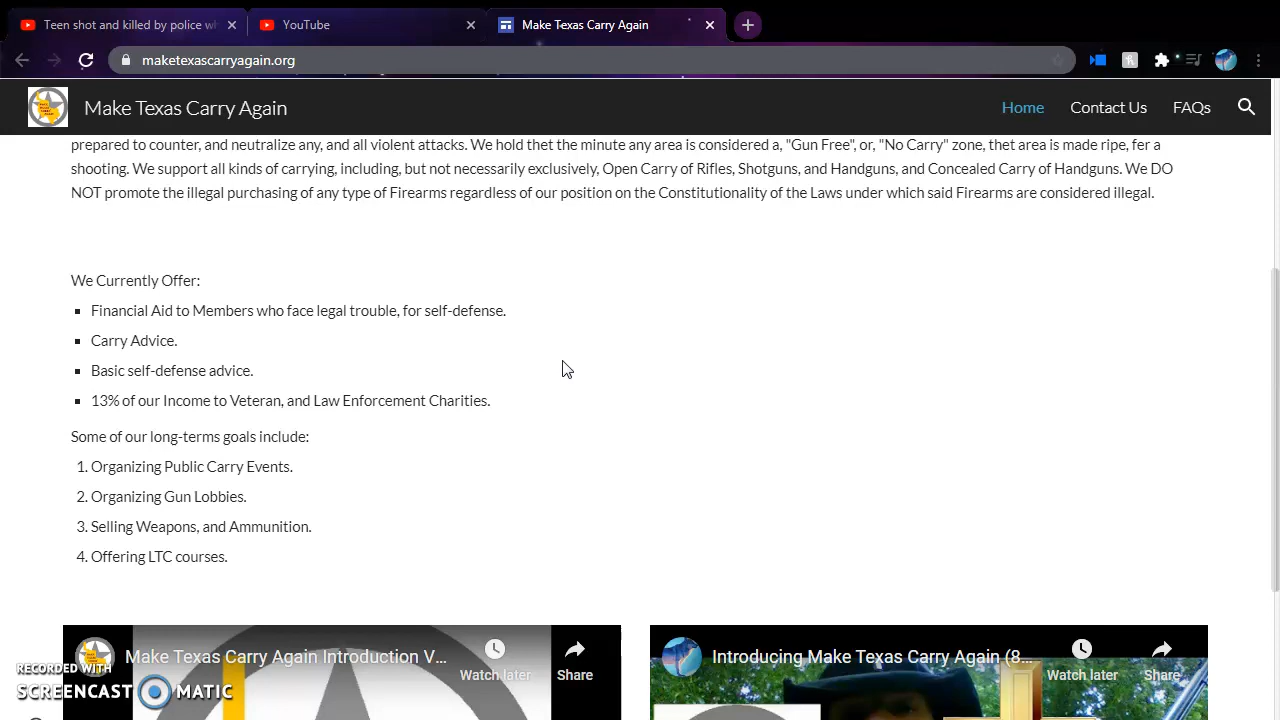 Teen shot and killed by police wh
YouTube
Make Texas Carry Again
maketexascarryagain.org
Make Texas Carry Again
Home
Contact Us
FAQs
prepared to counter, and neutralize any, and all violent attacks. We hold thet the minute any area is considered a, "Gun Free", or, "No Carry" zone, thet area is made ripe, fer a
shooting. We support all kinds of carrying, including, but not necessarily exclusively, Open Carry of Rifles, Shotguns, and Handguns, and Concealed Carry of Handguns. We DO
NOT promote the illegal purchasing of any type of Firearms regardless of our position on the Constitutionality of the Laws under which said Firearms are considered illegal.
We Currently Offer:
▪ Financial Aid to Members who face legal trouble, for self-defense.
▪ Carry Advice.
▪ Basic self-defense advice.
▪ 13% of our Income to Veteran, and Law Enforcement Charities.
Some of our long-terms goals include:
1. Organizing Public Carry Events.
2. Organizing Gun Lobbies.
3. Selling Weapons, and Ammunition.
4. Offering LTC courses.
Make Texas Carry Again Introduction V...
Watch later
Share
Introducing Make Texas Carry Again (8...
Watch later
Share
RECORDED WITH
SCREENCAST MATIC